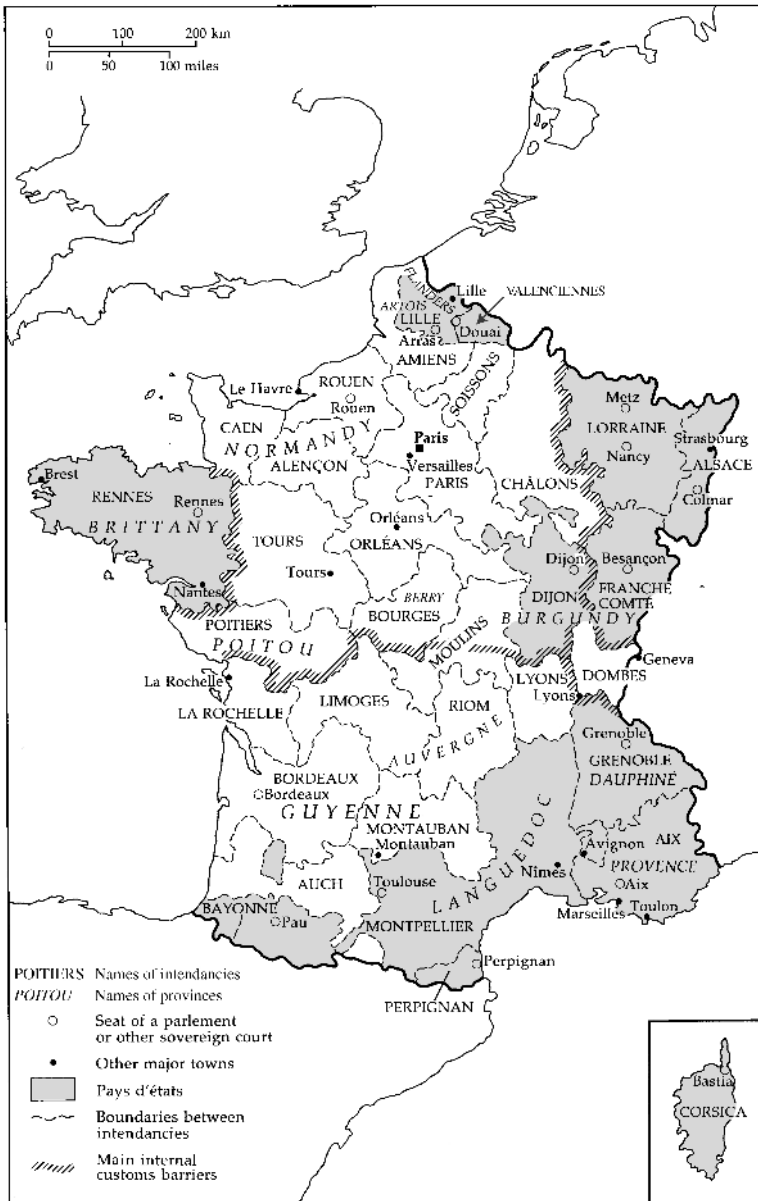 0 100 200 km
0 50 100 miles
FLANDERS
Lille
VALENCIENNES
ARTOIS
LILLE
Douai
Arras
AMIENS
SOISSONS
Le Havre
ROUEN
Rouen
Metz
CAEN
LORRAINE
NORMANDY
Paris
Strasbourg
ALENÇON
Versailles
Nancy
ALSACE
PARIS
CHÂLONS
Brest
Colmar
RENNES
Rennes
BRITTANY
Orléans
TOURS
ORLÉANS
Dijon
Besançon
Tours
Nantes
BERRY
DIJON
FRANCHE
COMTÉ
BOURGES
BURGUNDY
POITIERS
POITOU
MOULINS
Geneva
La Rochelle
LYONS
DOMBES
Lyons
LIMOGES
RIOM
LA ROCHELLE
AUVERGNE
Grenoble
GRENOBLE
DAUPHINÉ
BORDEAUX
Bordeaux
GUYENNE
MONTAUBAN
Montauban
LANGUEDOC
Avignon
AIX
PROVENCE
Nîmes
AUCH
Toulouse
Aix
BAYONNE
Marseilles
Toulon
Pau
MONTPELLIER
Perpignan
PERPIGNAN
POITIERS Names of intendancies
POITOU Names of provinces
Seat of a parlement
or other sovereign court
Other major towns
Pays d'états
Boundaries between
intendancies
Main internal
customs barriers
Bastia
CORSICA